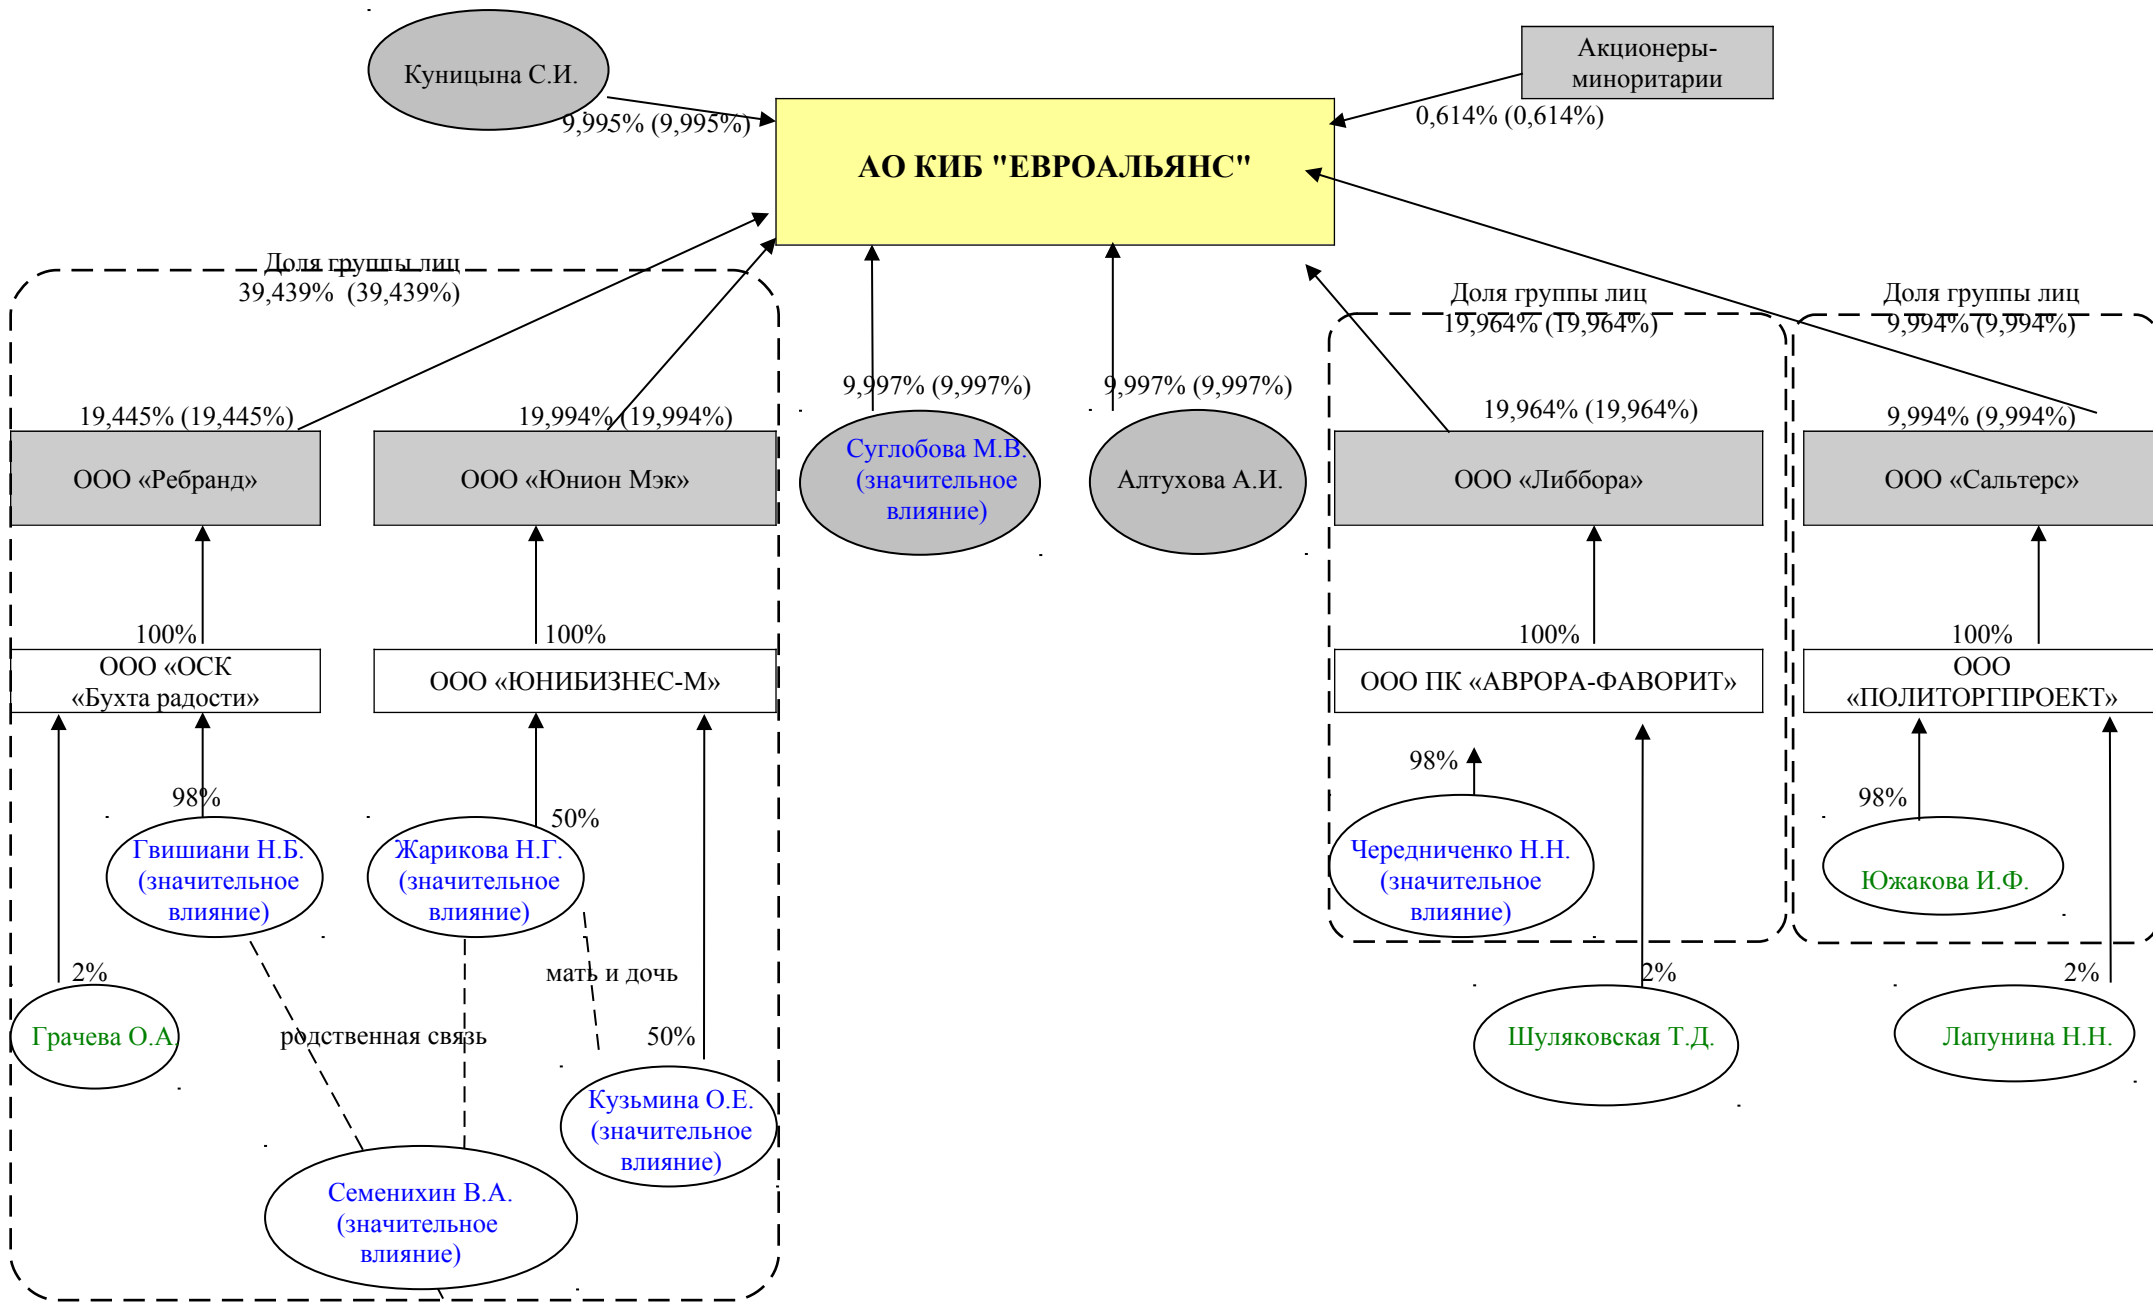 Куницына С.И.
Акционеры-
миноритарии
9,995% (9,995%)
0,614% (0,614%)
АО КИБ "ЕВРОАЛЬЯНС"
Доля группы лиц
39,439% (39,439%)
Доля группы лиц
19,964% (19,964%)
Доля группы лиц
9,994% (9,994%)
19,445% (19,445%)
19,994% (19,994%)
9,997% (9,997%)
9,997% (9,997%)
19,964% (19,964%)
9,994% (9,994%)
ООО «Ребранд»
ООО «Юнион Мэк»
Суглобова М.В.
(значительное
влияние)
Алтухова А.И.
ООО «Либбора»
ООО «Сальтерс»
100%
100%
100%
100%
ООО «ОСК
«Бухта радости»
ООО «ЮНИБИЗНЕС-М»
ООО ПК «АВРОРА-ФАВОРИТ»
ООО
«ПОЛИТОРГПРОЕКТ»
98%
50%
98%
98%
Гвишиани Н.Б.
(значительное
влияние)
Жарикова Н.Г.
(значительное
влияние)
Чередниченко Н.Н.
(значительное
влияние)
Южакова И.Ф.
2%
мать и дочь
2%
2%
Грачева О.А.
родственная связь
50%
Шуляковская Т.Д.
Лапунина Н.Н.
Кузьмина О.Е.
(значительное
влияние)
Семенихин В.А.
(значительное
влияние)